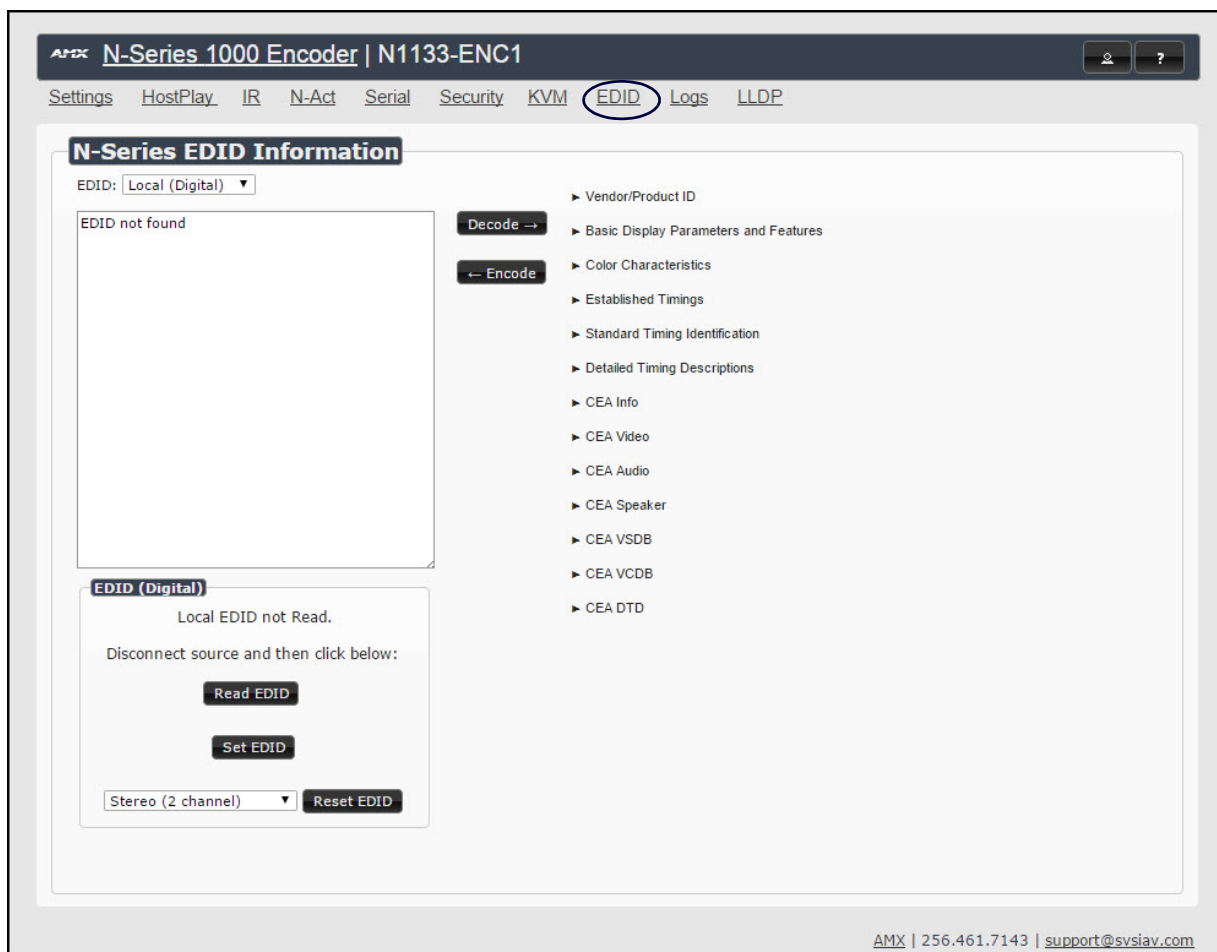 AMX N-Series 1000 Encoder | N1133-ENC1
?
Settings HostPlay IR N-Act Serial Security KVM EDID Logs LLDP
N-Series EDID Information
EDID: Local (Digital)
EDID not found
Decode →
← Encode
► Vendor/Product ID
► Basic Display Parameters and Features
► Color Characteristics
► Established Timings
► Standard Timing Identification
► Detailed Timing Descriptions
► CEA Info
► CEA Video
► CEA Audio
► CEA Speaker
► CEA VSDB
► CEA VCDB
► CEA DTD
EDID (Digital)
Local EDID not Read.
Disconnect source and then click below:
Read EDID
Set EDID
Stereo (2 channel) Reset EDID
AMX | 256.461.7143 | support@svsiav.com